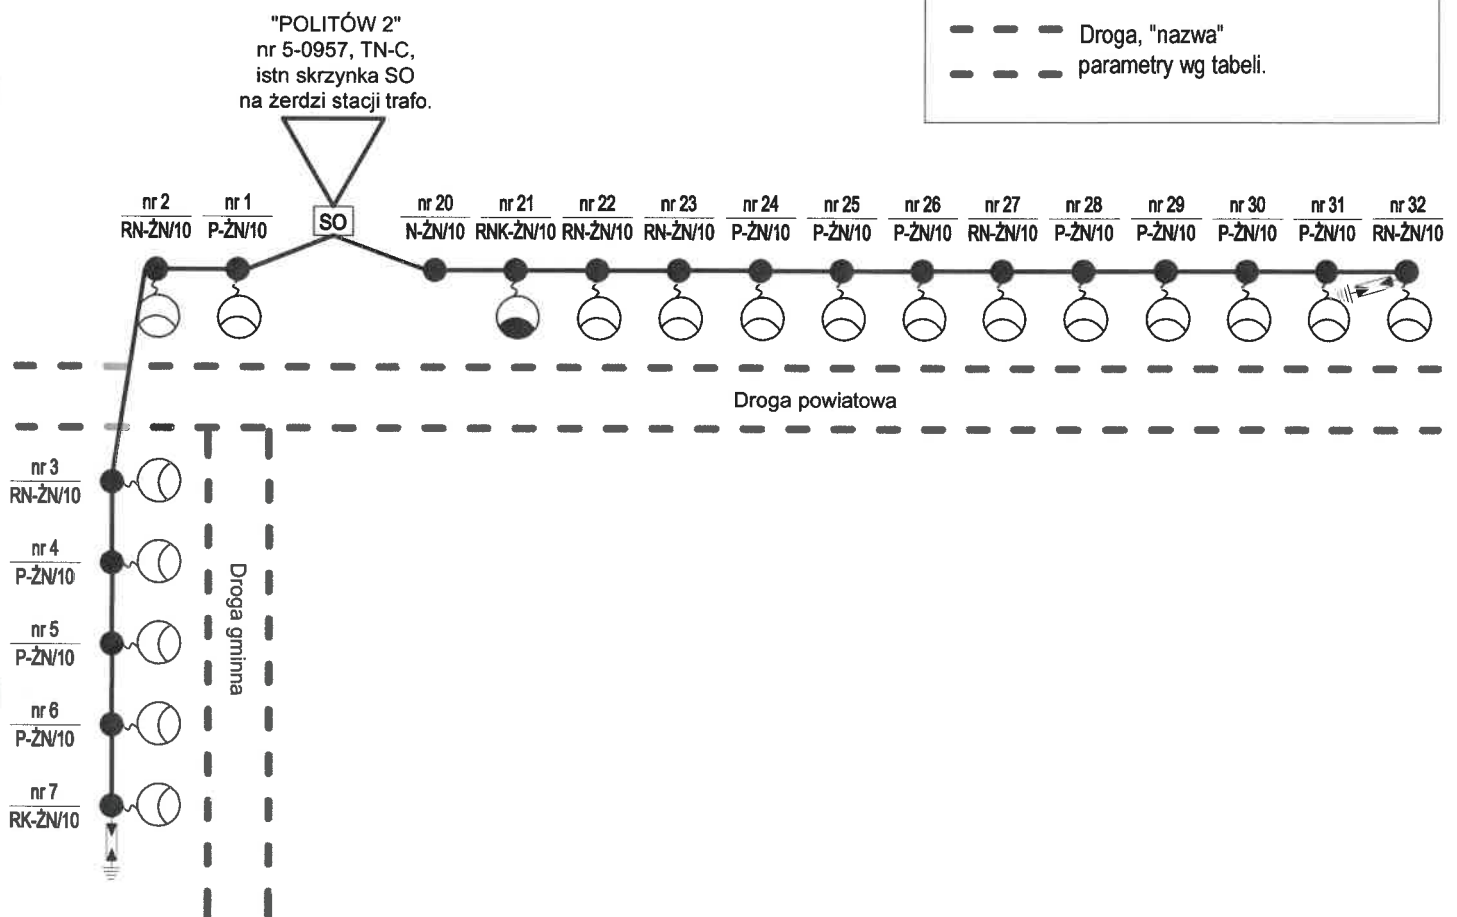 "POLITÓW 2"
nr 5-0957, TN-C,
istn skrzynka SO
na żerdzi stacji trafo.
Droga, "nazwa"
parametry wg tabeli.
nr 2
RN-ŻN/10
nr 1
P-ŻN/10
SO
nr 20
N-ŻN/10
nr 21
RNK-ŻN/10
nr 22
RN-ŻN/10
nr 23
RN-ŻN/10
nr 24
P-ŻN/10
nr 25
P-ŻN/10
nr 26
P-ŻN/10
nr 27
RN-ŻN/10
nr 28
P-ŻN/10
nr 29
P-ŻN/10
nr 30
P-ŻN/10
nr 31
P-ŻN/10
nr 32
RN-ŻN/10
Droga powiatowa
nr 3
RN-ŻN/10
nr 4
P-ŻN/10
nr 5
P-ŻN/10
nr 6
P-ŻN/10
nr 7
RK-ŻN/10
Droga gminna